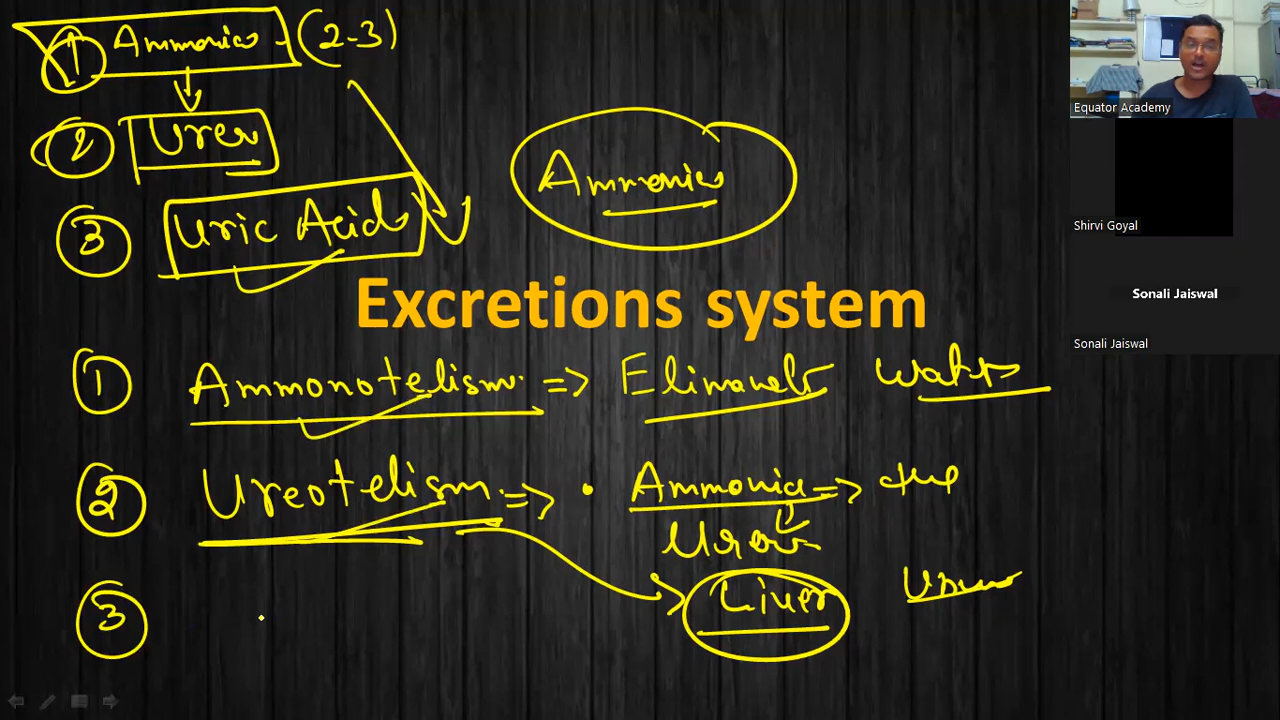 ① Ammonia - (2-3)
② Urea
③ Uric Acid
Ammonia
Excretions system
① Ammonotelism. => Eliminate
② Ureotelism. => • Ammonia =>
Urea
Liver
③
Equator Academy
Shirvi Goyal
Sonali Jaiswal
Sonali Jaiswal